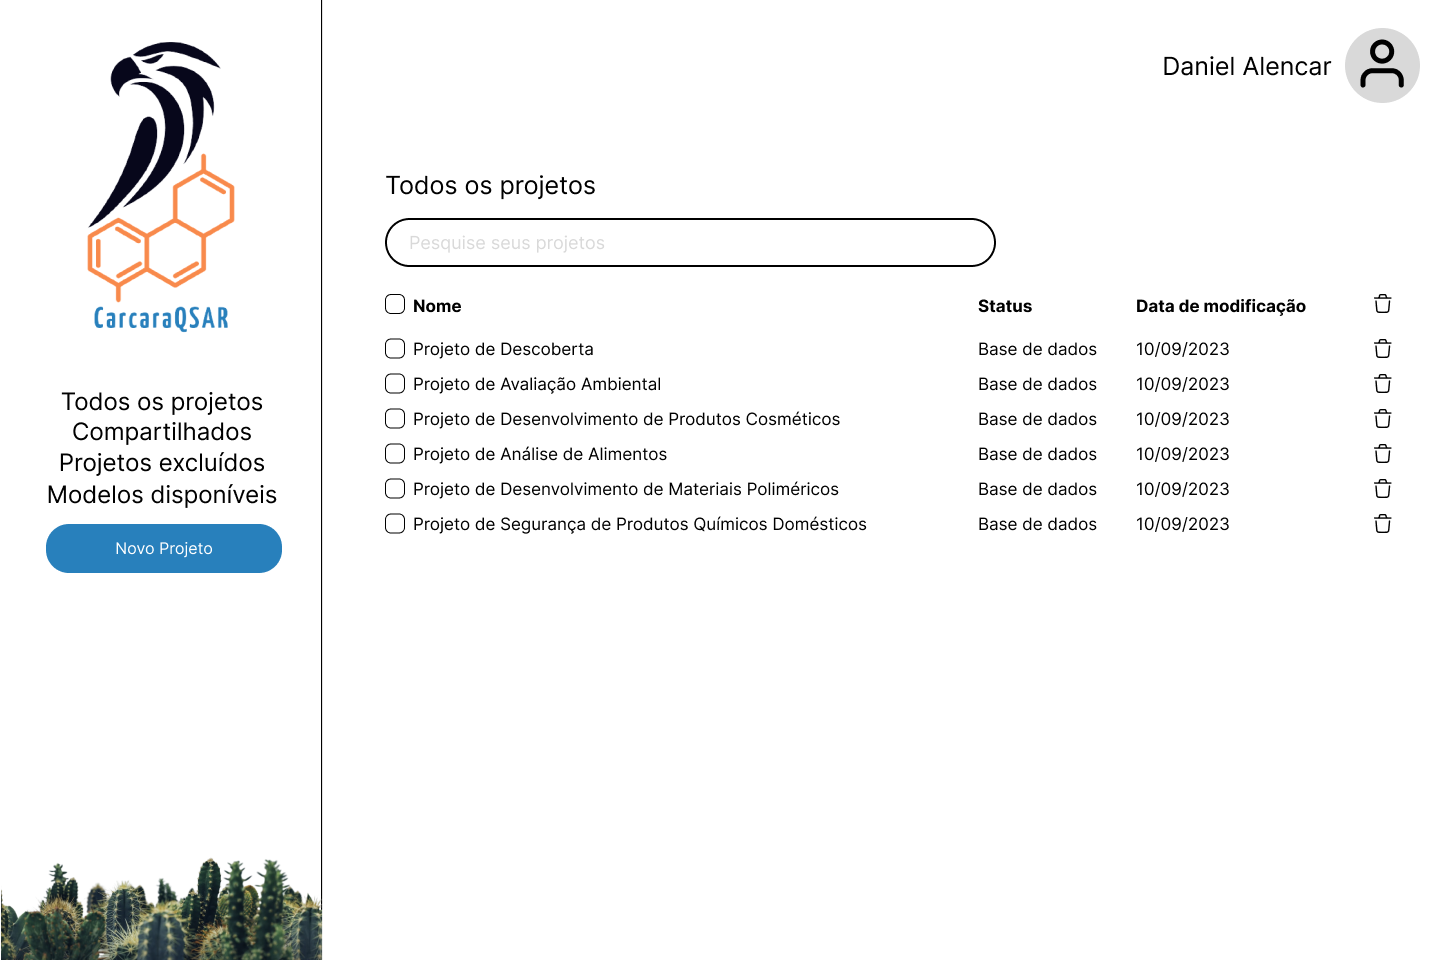 CarcaraQSAR
Todos os projetos
Compartilhados
Projetos excluídos
Modelos disponíveis
Novo Projeto
Daniel Alencar
Todos os projetos
Pesquise seus projetos
Nome Status Data de modificação
Projeto de Descoberta Base de dados 10/09/2023
Projeto de Avaliação Ambiental Base de dados 10/09/2023
Projeto de Desenvolvimento de Produtos Cosméticos Base de dados 10/09/2023
Projeto de Análise de Alimentos Base de dados 10/09/2023
Projeto de Desenvolvimento de Materiais Poliméricos Base de dados 10/09/2023
Projeto de Segurança de Produtos Químicos Domésticos Base de dados 10/09/2023